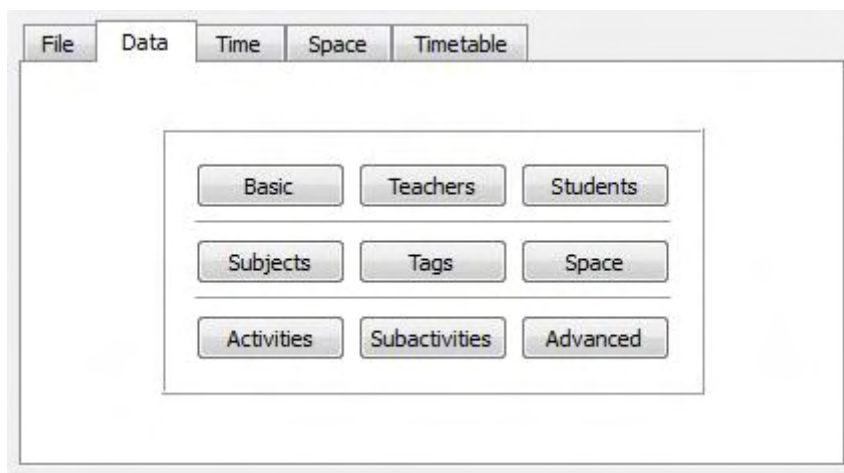 File Data Time Space Timetable
Basic Teachers Students
Subjects Tags Space
Activities Subactivities Advanced